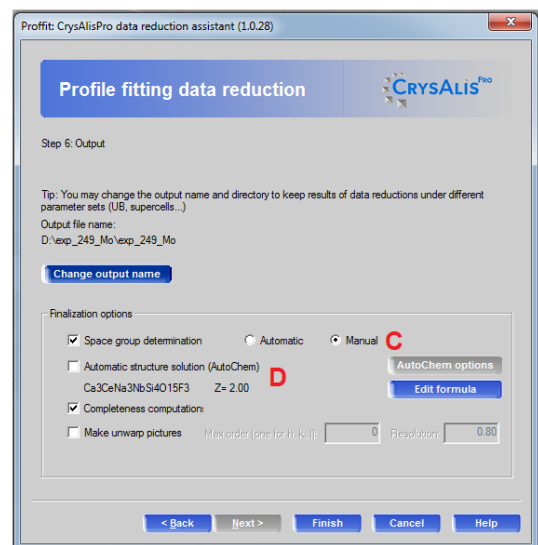 Proffit: CrysAlisPro data reduction assistant (1.0.28)
x
Profile fitting data reduction
CRYSALIS PRO
Step 6: Output
Tip: You may change the output name and directory to keep results of data reductions under different
parameter sets (UB, supercells...)
Output file name:
D:\exp_249_Mo\exp_249_Mo
Change output name
Finalization options
Space group determination Automatic Manual C
Automatic structure solution (AutoChem) D AutoChem options
Ca3CeNa3NbSi4O15F3 Z= 2.00 Edit formula
Completeness computation:
Make unwarp pictures Max order (one for h, k, l): 0 Resolution: 0.80
< Back Next > Finish Cancel Help